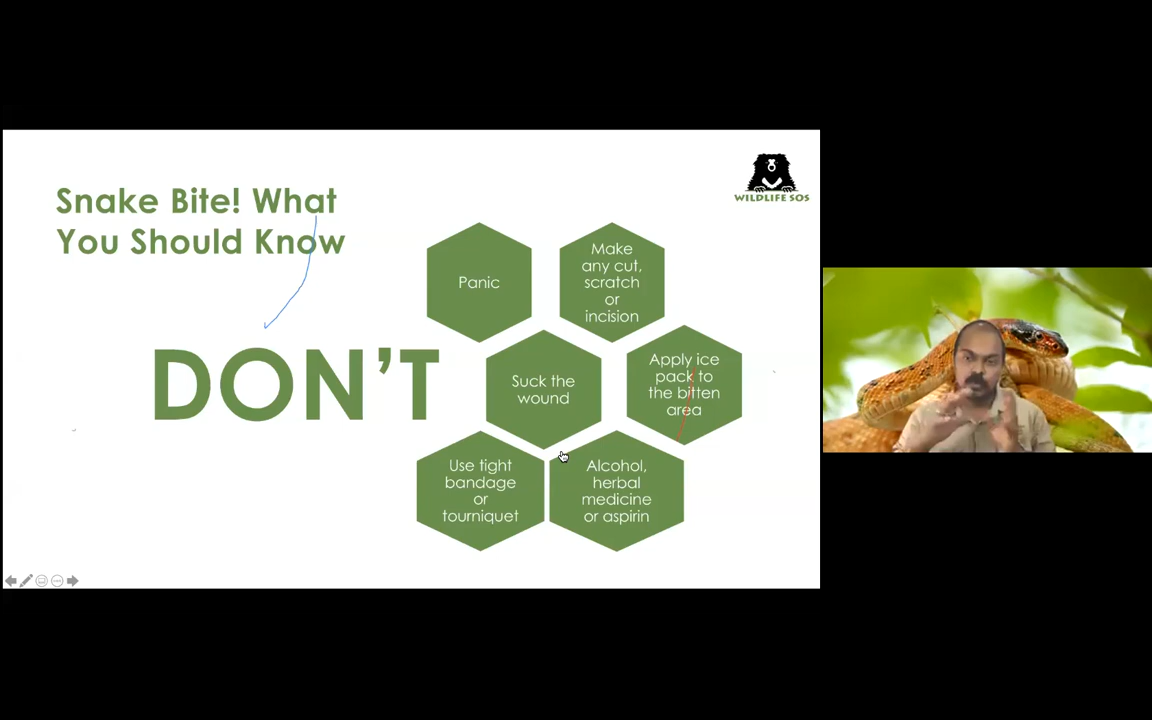 Snake Bite! What
You Should Know
WILDLIFE SOS
DON'T
Panic
Make
any cut,
scratch
or
incision
Suck the
wound
Apply ice
pack to
the bitten
area
Use tight
bandage
or
tourniquet
Alcohol,
herbal
medicine
or aspirin